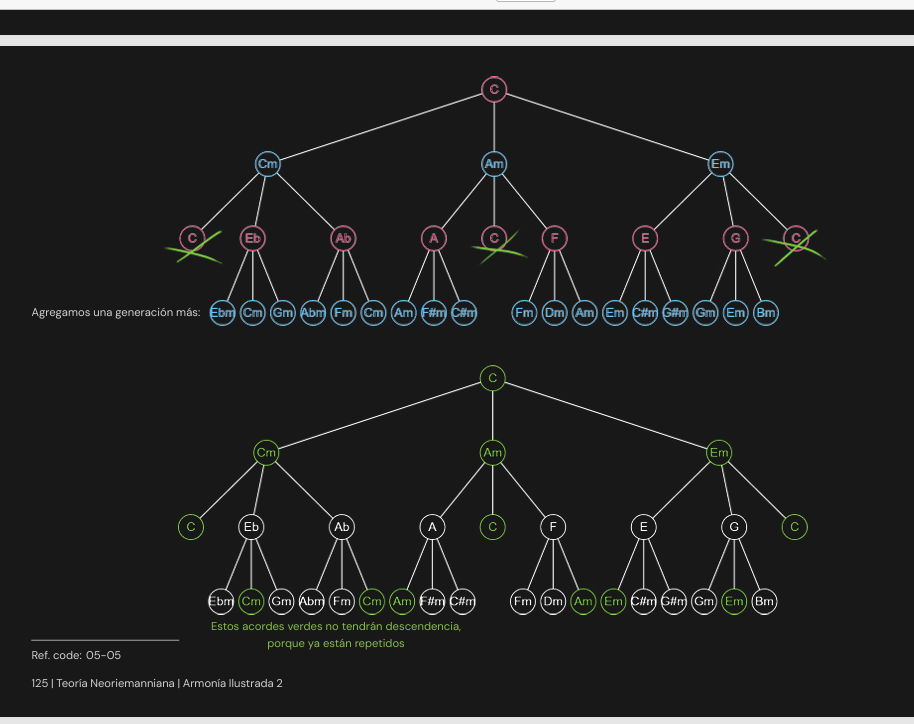 C
Cm Am Em
C Eb Ab A C F E G C
Agregamos una generación más: Ebm Cm Gm Abm Fm Cm Am F#m C#m Fm Dm Am Em C#m G#m Gm Em Bm
C
Cm Am Em
C Eb Ab A C F E G C
Ebm Cm Gm Abm Fm Cm Am F#m C#m Fm Dm Am Em C#m G#m Gm Em Bm
Estos acordes verdes no tendrán descendencia,
porque ya están repetidos
Ref. code: 05-05
125 | Teoría Neoriemanniana | Armonía Ilustrada 2